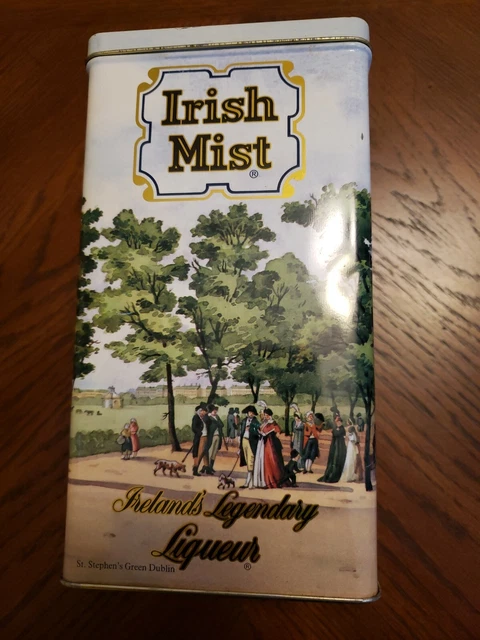 Irish
Mist®
Ireland's Legendary
Liqueur®
St. Stephen's Green Dublin